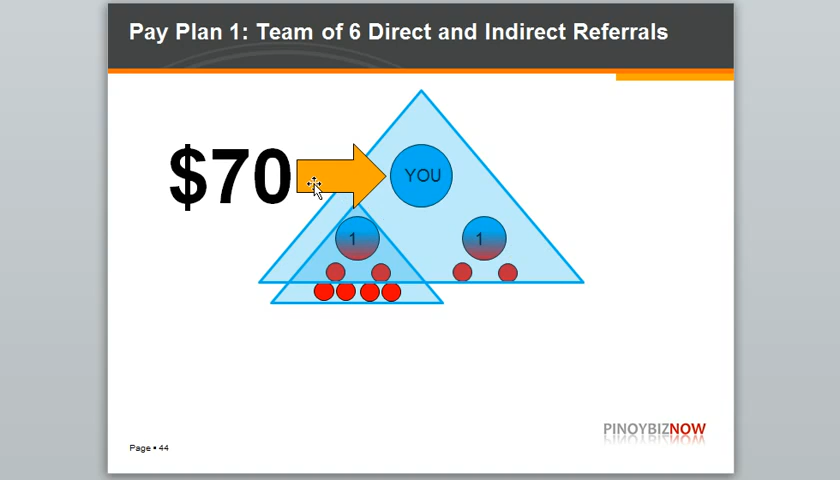 Pay Plan 1: Team of 6 Direct and Indirect Referrals
$70
YOU
1
1
PINOYBIZNOW
Page ▪ 44